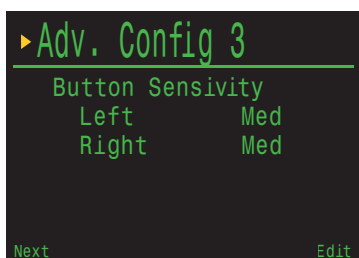 Adv. Config 3
Button Sensivity
Left Med
Right Med
Next Edit